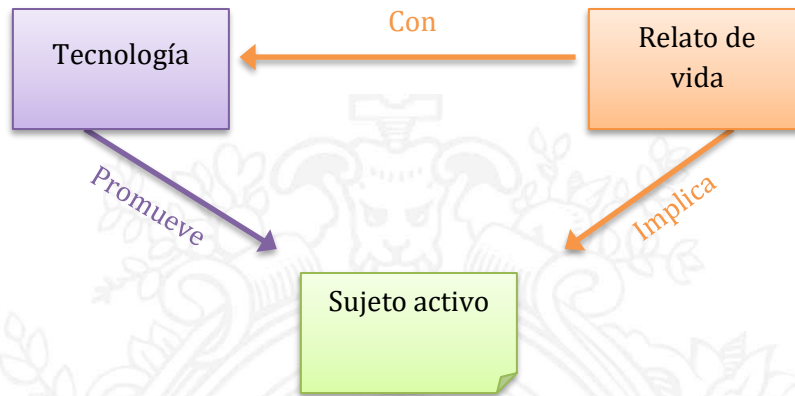 Con
Tecnología
Relato de
vida
Promueve
Implica
Sujeto activo